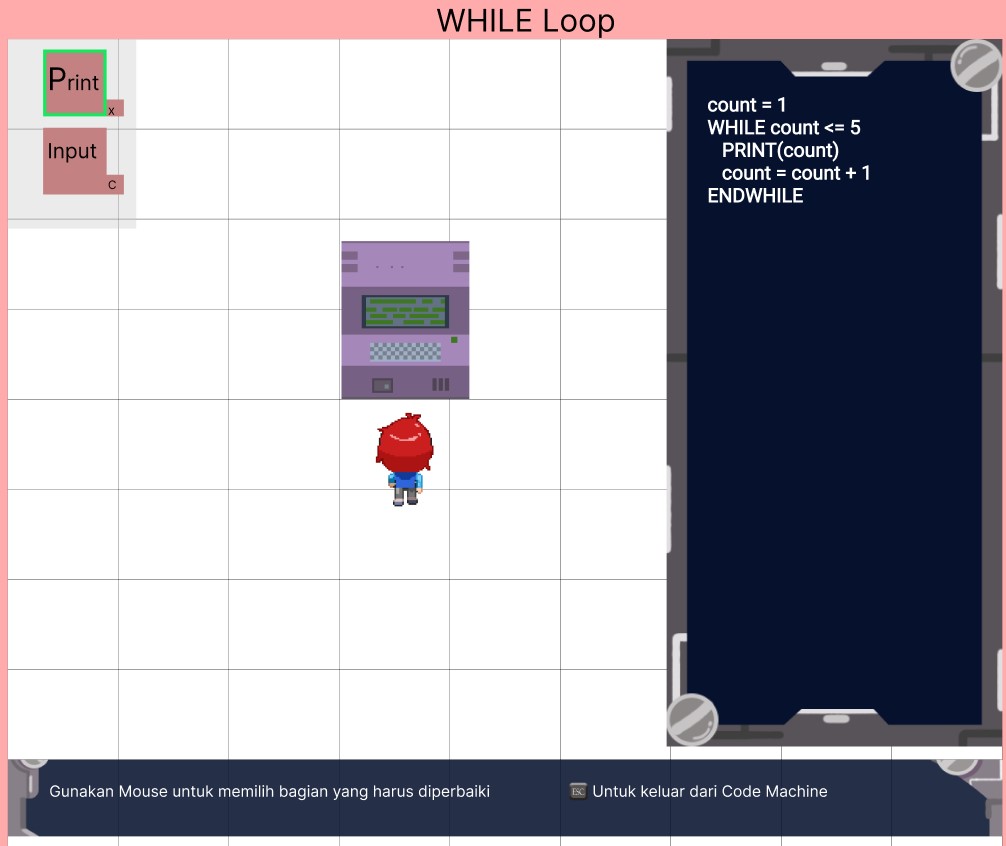 WHILE Loop
Print
X
Input
C
count = 1
WHILE count <= 5
PRINT(count)
count = count + 1
ENDWHILE
Gunakan Mouse untuk memilih bagian yang harus diperbaiki
ESC Untuk keluar dari Code Machine